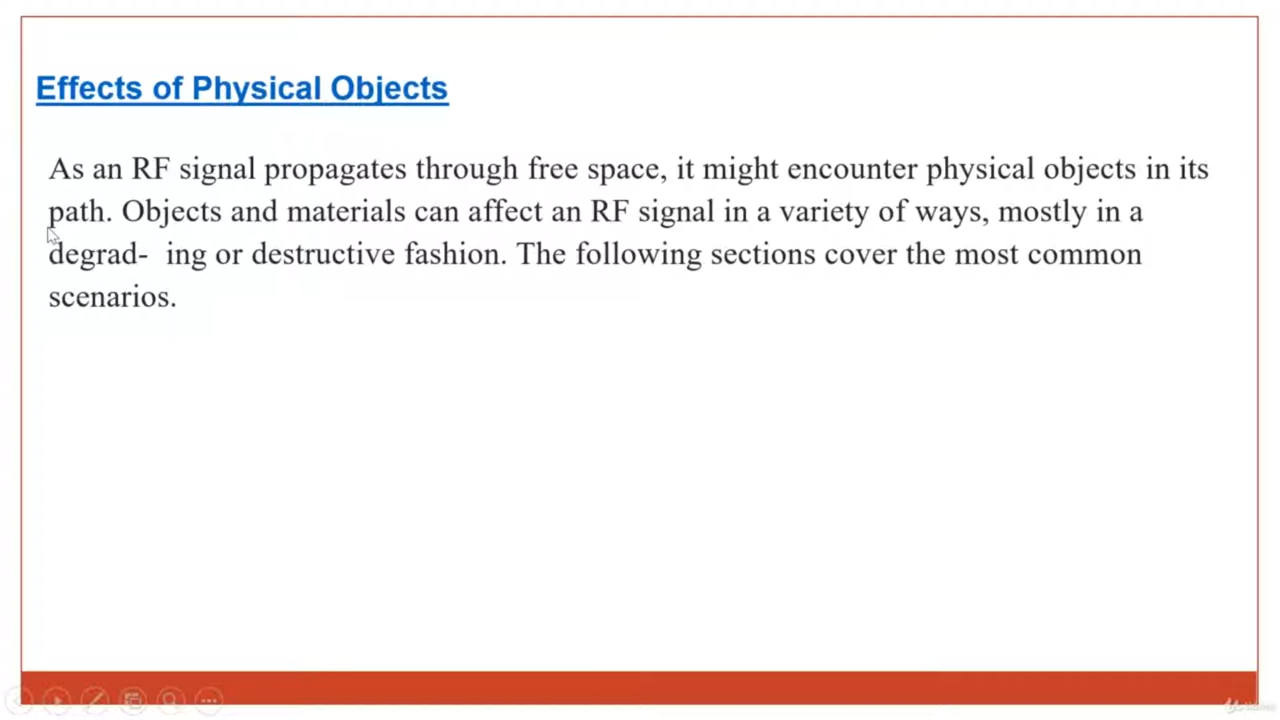 Effects of Physical Objects
As an RF signal propagates through free space, it might encounter physical objects in its
path. Objects and materials can affect an RF signal in a variety of ways, mostly in a
degrad- ing or destructive fashion. The following sections cover the most common
scenarios.